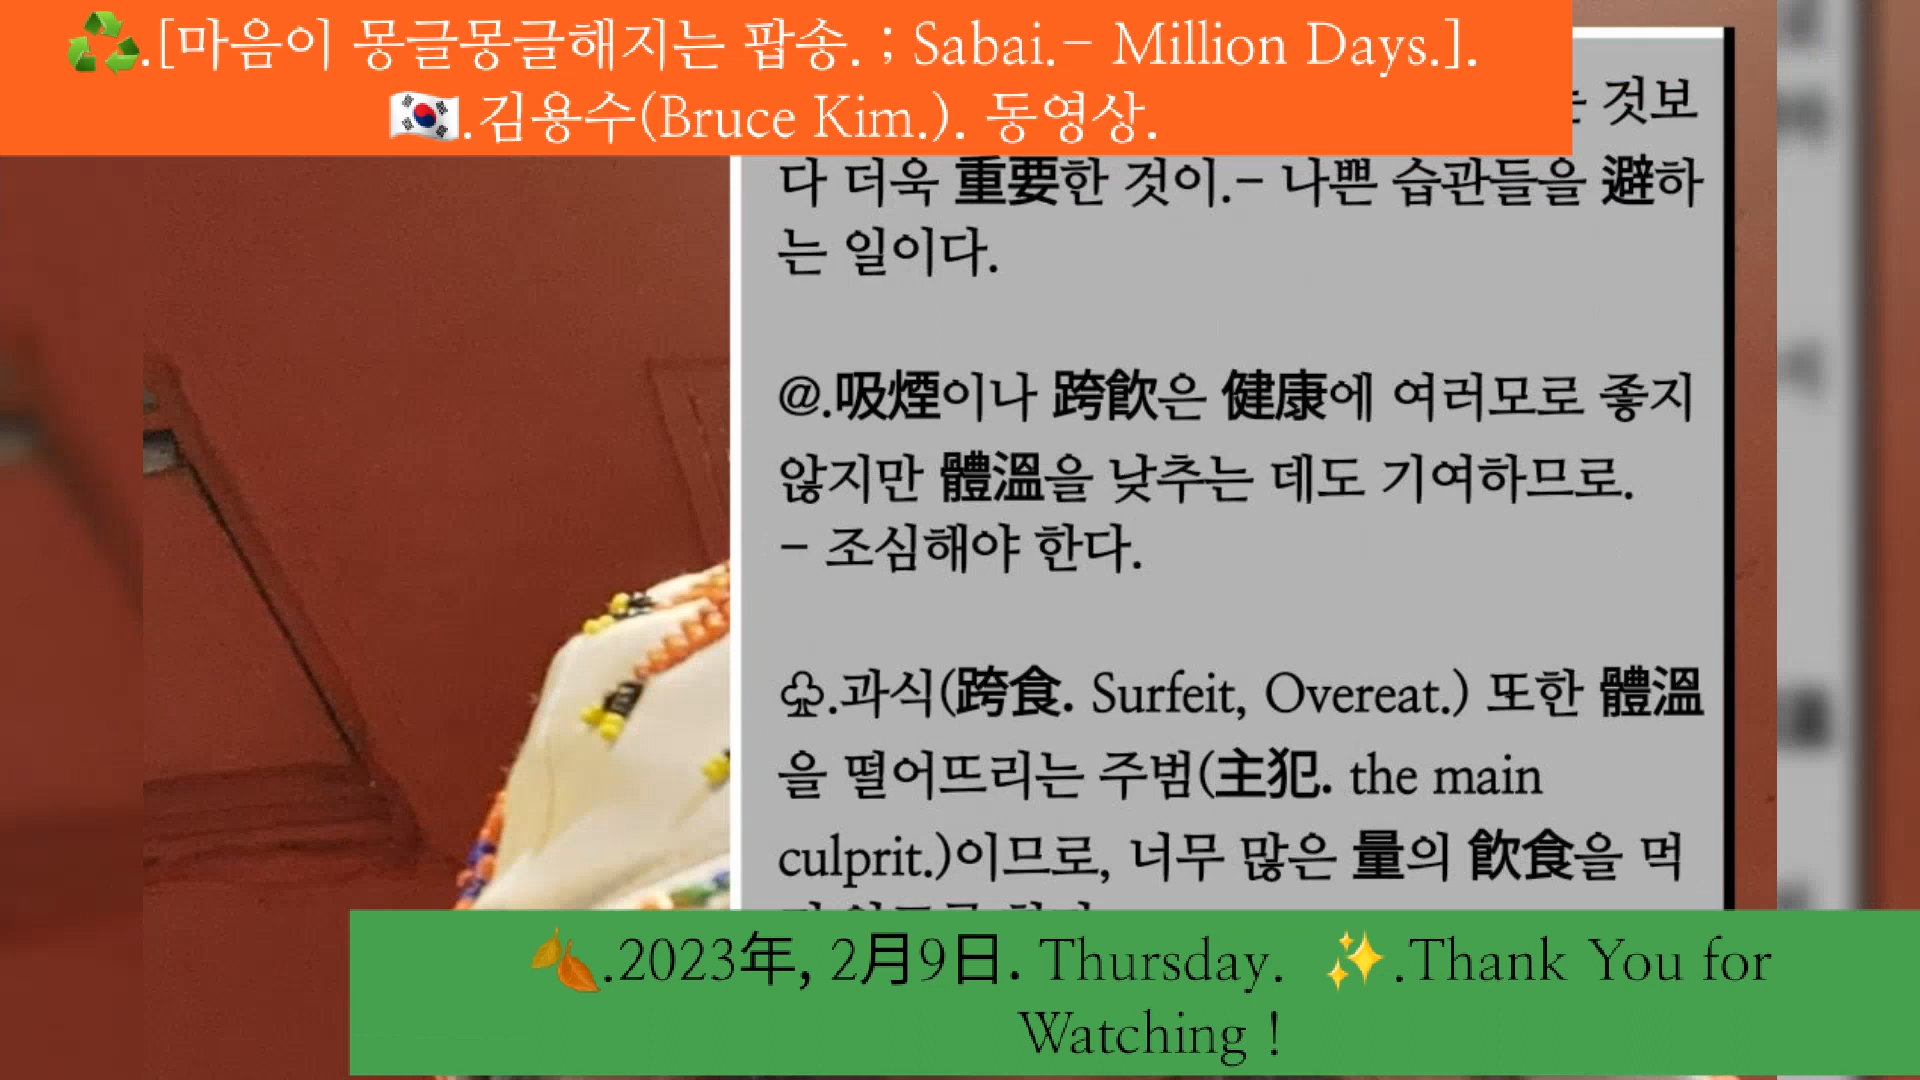 ♻️.[마음이 몽글몽글해지는 팝송. ; Sabai.- Million Days.].
🇰🇷.김용수(Bruce Kim.). 동영상.
것보
다 더욱 重要한 것이.- 나쁜 습관들을 避하
는 일이다.
@.吸煙이나 跨飮은 健康에 여러모로 좋지
않지만 體溫을 낮추는 데도 기여하므로.
- 조심해야 한다.
♧.과식(跨食. Surfeit, Overeat.) 또한 體溫
을 떨어뜨리는 주범(主犯. the main
culprit.)이므로, 너무 많은 量의 飮食을 먹
🍂.2023年, 2月9日. Thursday. ✨.Thank You for
Watching !